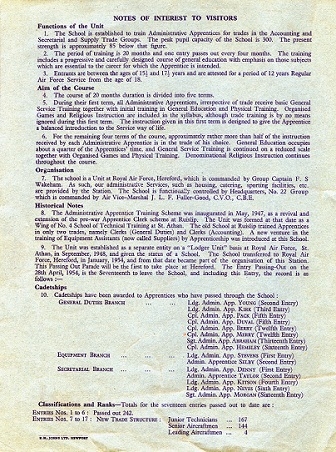 NOTES OF INTEREST TO VISITORS
Functions of the Unit
1. The School is established to train Administrative Apprentices for trades in the Accounting and
Secretarial and Supply Trade Groups. The peak pupil capacity of the School is 300. The present
strength is approximately 85 below that figure.
2. The period of training is 20 months and one entry passes out every four months. The training
includes a progressive and carefully designed course of general education with emphasis on those subjects
which are essential to the career for which the Apprentice is intended.
3. Entrants are between the ages of 15¾ and 17½ years and are attested for a period of 12 years Regular
Air Force Service from the age of 18.
Aim of the Course
4. The course of 20 months duration is divided into five terms.
5. During their first term, all Administrative Apprentices, irrespective of trade receive basic General
Service Training together with initial training in General Education and Physical Training. Organised
Games and Religious Instruction are included in the syllabus, although trade training is by no means
ignored during this first term. The instruction given in this first term is designed to give the Apprentice
a balanced introduction to the Service way of life.
6. For the remaining four terms of the course, approximately rather more than half of the instruction
received by each Administrative Apprentice is in the trade of his choice. General Education occupies
about a quarter of the Apprentices' time, and General Service Training is continued on a reduced scale
together with Organised Games and Physical Training. Denominational Religious Instruction continues
throughout the course.
Organisation
7. The School is a Unit at Royal Air Force, Hereford, which is commanded by Group Captain F. S
Wakeham. As such, administrative Services, such as housing, catering, sporting facilities, etc.
are provided by the Station. The School is functionally controlled by Headquarters, No. 22 Group
which is commanded by Air Vice-Marshal J. L. Fuller-Good, C.V.O., C.B.E.
Historical Notes
8. The Administrative Apprentice Training Scheme was inaugurated in May, 1947, as a revival and
extension of the pre-war Apprentice Clerk scheme at Ruislip. The Unit was formed at that date as a
Wing of No. 4 School of Technical Training at St. Athan. The old School at Ruislip trained Apprentices
in only two trades, namely Clerks (General Duties) and Clerks (Accounting). A new venture in the
training of Equipment Assistants (now called Suppliers) by Apprenticeship was introduced at this School.
9. The Unit was established as a separate entity on a "Lodger Unit" basis at Royal Air Force, St.
Athan, in September, 1948, and given the status of a School. The School transferred to Royal Air
Force, Hereford, in January, 1954, and from that date became part of the organisation of this Station.
This Passing Out Parade will be the first to take place at Hereford. The Entry Passing-Out on the
28th April, 1954, is the Seventeenth to leave the School, and including this Entry, the record is as
follows :—
Cadetships
10. Cadetships have been awarded to Apprentices who have passed through the School :
GENERAL DUTIES BRANCH ... ... Ldg. Admin. App. YOUNG (Second Entry)
Ldg. Admin. App. KIRK (Third Entry)
Cpl. Admin. App. PACK (Fifth Entry)
Cpl. Admin. App. DUVAL (Fifth Entry)
Cpl. Admin. App. BERRY (Twelfth Entry)
Cpl. Admin. App. MERRY (Twelfth Entry)
Sgt. Admin. App. ABRAHAM (Thirteenth Entry)
Cpl. Admin. App. HEMSLEY (Sixteenth Entry)
EQUIPMENT BRANCH ... ... Ldg. Admin. App. STEVENS (First Entry)
Admin. Apprentice SILBY (Second Entry)
SECRETARIAL BRANCH ... ... Ldg. Admin. App. DENNY (First Entry)
Admin. Apprentice TAYLOR (Second Entry)
Ldg. Admin. App. KITSON (Fourth Entry)
Ldg. Admin. App. NEVES (Sixth Entry)
Sgt. Admin. App. MORGAN (Sixteenth Entry)
Classifications and Ranks—Totals for the seventeen entries passed out to date are :
ENTRIES NOS. 1 to 6 : Passed out 242.
ENTRIES NOS. 7 to 17 : NEW TRADE STRUCTURE : Junior Technicians ... 167
Senior Aircraftmen ... 144
Leading Aircraftmen ... 4
R.H. JOHNS LTD. NEWPORT